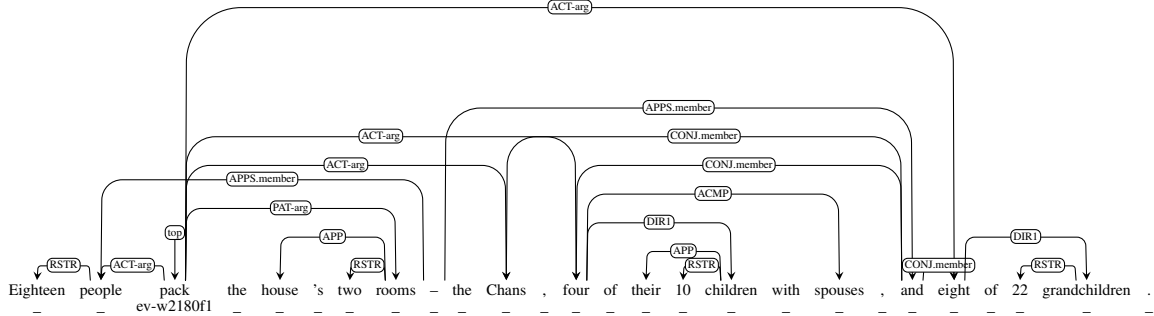 ACT-arg
APPS.member
ACT-arg CONJ.member
ACT-arg CONJ.member
APPS.member ACMP
PAT-arg
top APP DIR1 APP DIR1
RSTR ACT-arg RSTR RSTR CONJ.member RSTR
Eighteen people pack the house 's two rooms – the Chans , four of their 10 children with spouses , and eight of 22 grandchildren .
_ _ ev-w2180f1 _ _ _ _ _ _ _ _ _ _ _ _ _ _ _ _ _ _ _ _ _ _ _ _